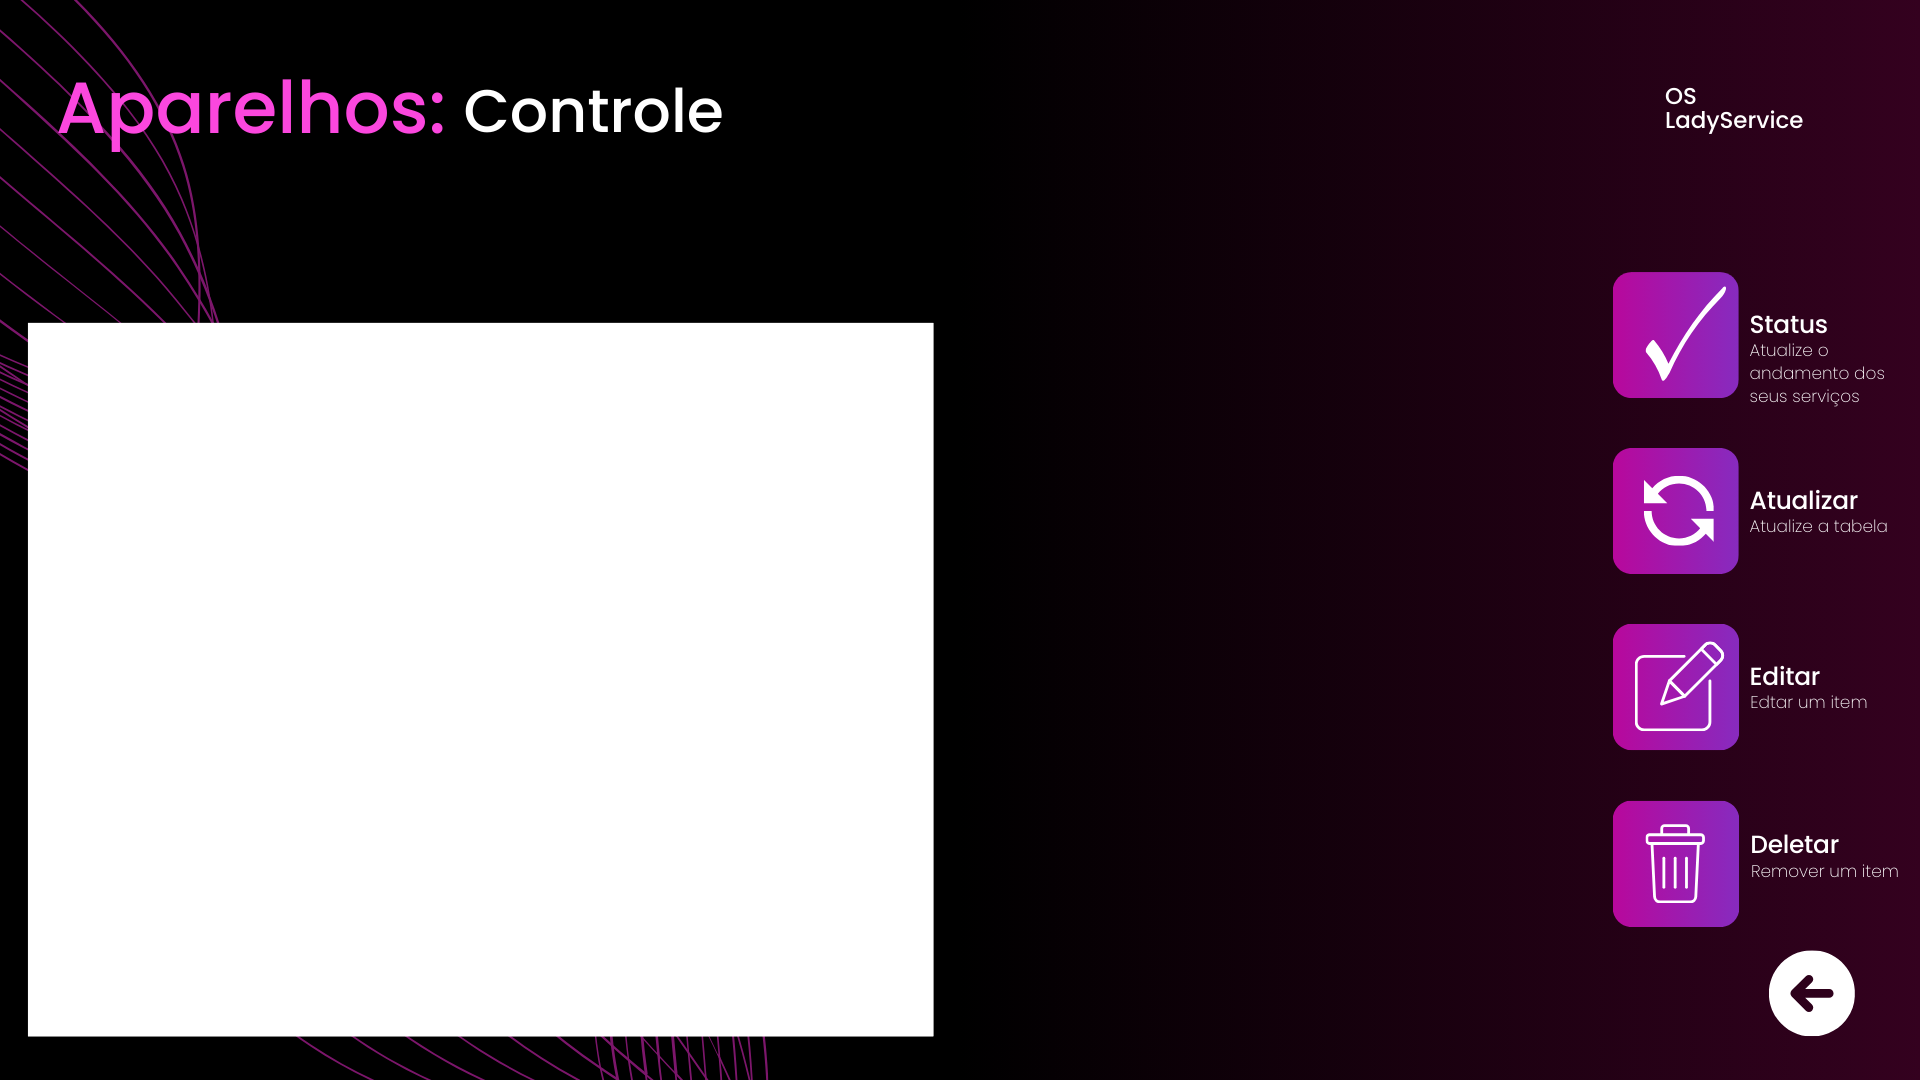 Aparelhos: Controle
OS
LadyService
Status
Atualize o
andamento dos
seus serviços
Atualizar
Atualize a tabela
Editar
Edtar um item
Deletar
Remover um item